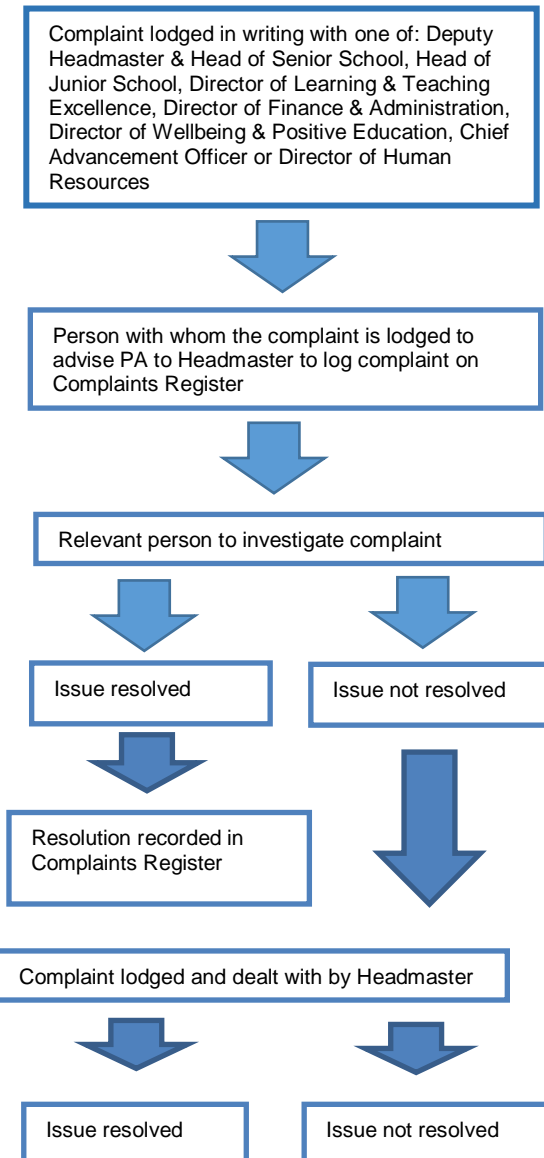 Complaint lodged in writing with one of: Deputy
Headmaster & Head of Senior School, Head of
Junior School, Director of Learning & Teaching
Excellence, Director of Finance & Administration,
Director of Wellbeing & Positive Education, Chief
Advancement Officer or Director of Human
Resources
Person with whom the complaint is lodged to
advise PA to Headmaster to log complaint on
Complaints Register
Relevant person to investigate complaint
Issue resolved
Issue not resolved
Resolution recorded in
Complaints Register
Complaint lodged and dealt with by Headmaster
Issue resolved
Issue not resolved